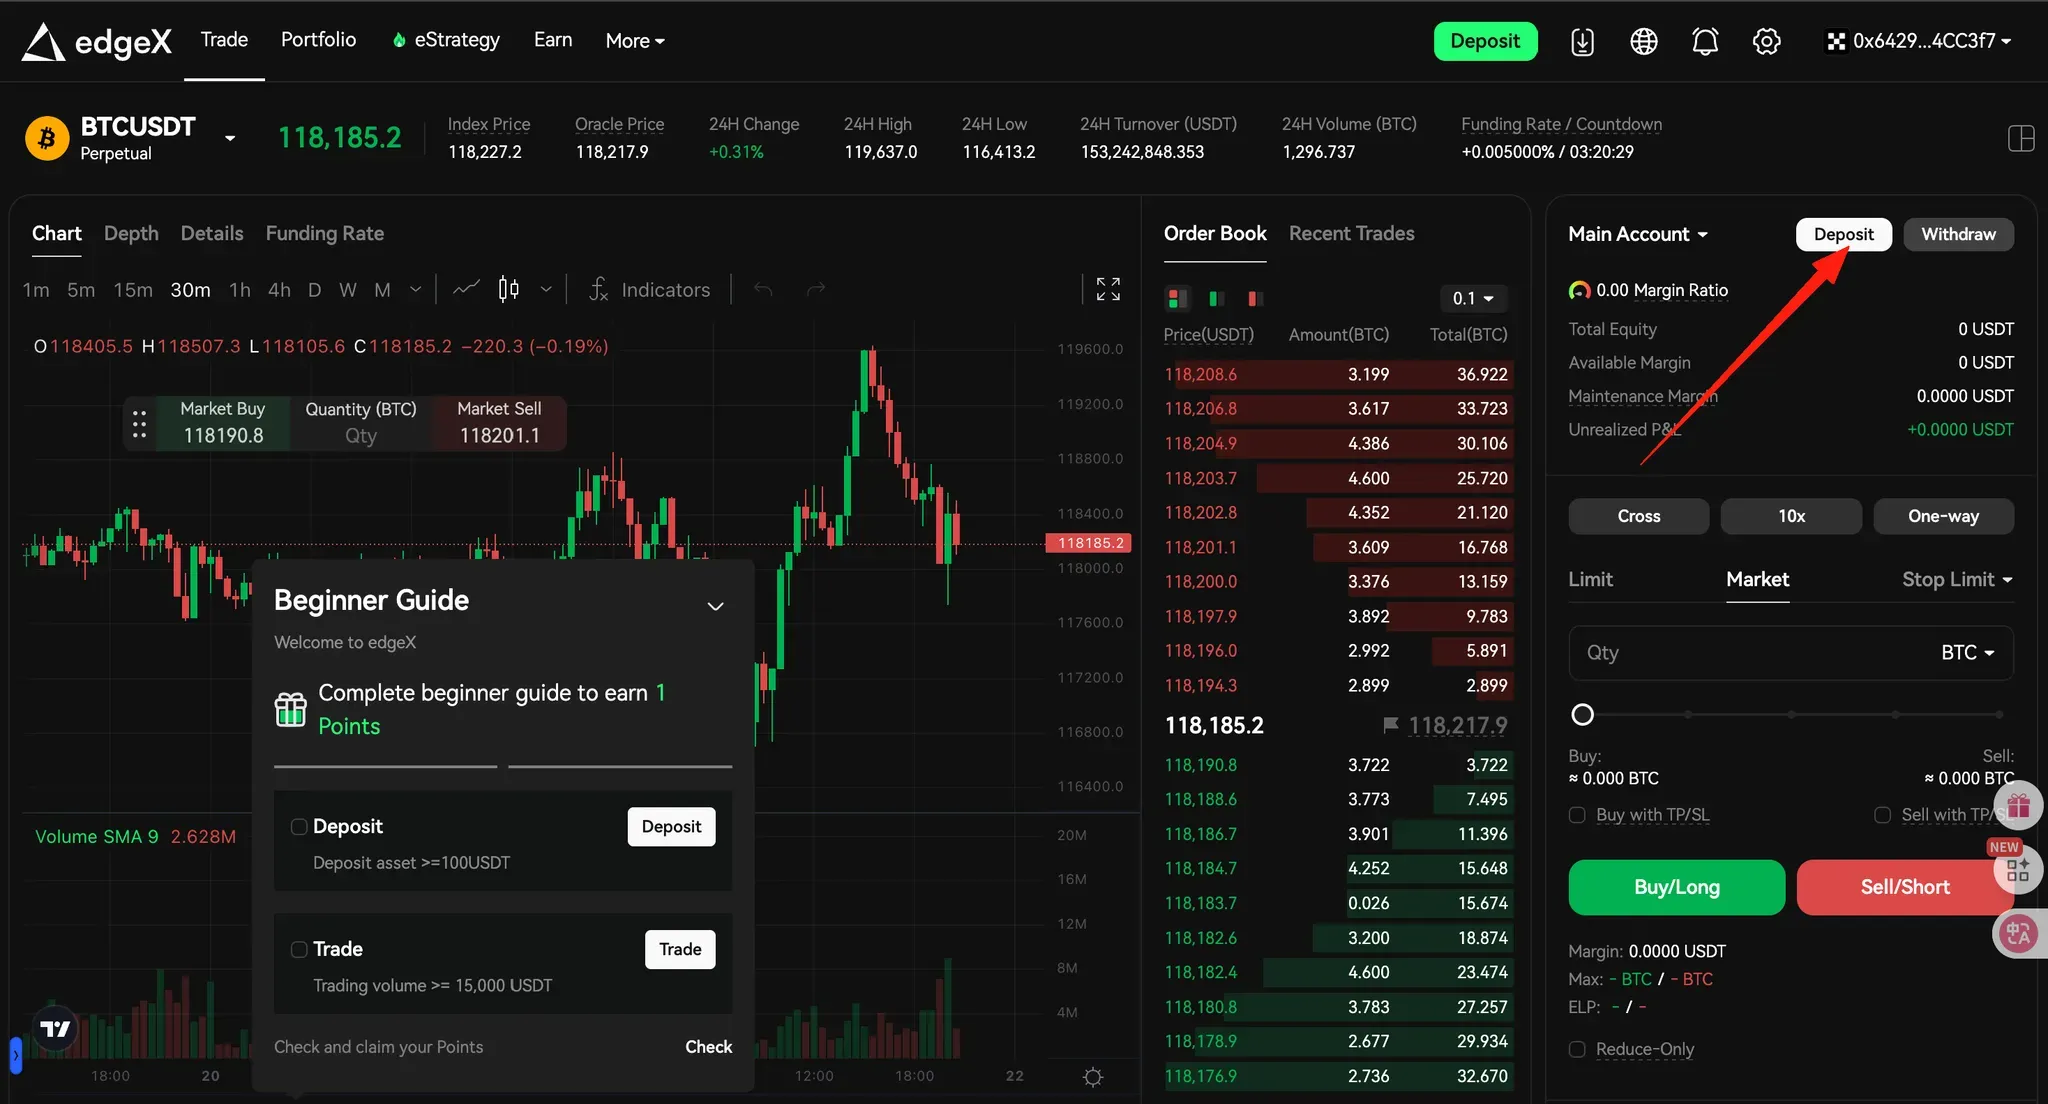 edgeX Trade Portfolio eStrategy Earn More Deposit 0x6429...4CC3f7
BTCUSDT
Perpetual
118,185.2
Index Price
118,227.2
Oracle Price
118,217.9
24H Change
+0.31%
24H High
119,637.0
24H Low
116,413.2
24H Turnover (USDT)
153,242,848.353
24H Volume (BTC)
1,296.737
Funding Rate / Countdown
+0.005000% / 03:20:29
Chart Depth Details Funding Rate
1m 5m 15m 30m 1h 4h D W M Indicators
O118405.5 H118507.3 L118105.6 C118185.2 −220.3 (−0.19%)
Market Buy
118190.8
Quantity (BTC)
Qty
Market Sell
118201.1
119600.0
119200.0
118800.0
118400.0
118185.2
118000.0
117600.0
117200.0
116800.0
116400.0
Volume SMA 9 2.628M
20M
16M
12M
8M
4M
18:00 20 12:00 18:00 22
Beginner Guide
Welcome to edgeX
Complete beginner guide to earn 1
Points
Deposit
Deposit asset >=100USDT
Deposit
Trade
Trading volume >= 15,000 USDT
Trade
Check and claim your Points Check
Order Book Recent Trades
0.1
Price(USDT) Amount(BTC) Total(BTC)
118,208.6 3.199 36.922
118,206.8 3.617 33.723
118,204.9 4.386 30.106
118,203.7 4.600 25.720
118,202.8 4.352 21.120
118,201.1 3.609 16.768
118,200.0 3.376 13.159
118,197.9 3.892 9.783
118,196.0 2.992 5.891
118,194.3 2.899 2.899
118,185.2 118,217.9
118,190.8 3.722 3.722
118,188.6 3.773 7.495
118,186.7 3.901 11.396
118,184.7 4.252 15.648
118,183.7 0.026 15.674
118,182.6 3.200 18.874
118,182.4 4.600 23.474
118,180.8 3.783 27.257
118,178.9 2.677 29.934
118,176.9 2.736 32.670
Main Account Deposit Withdraw
0.00 Margin Ratio
Total Equity 0 USDT
Available Margin 0 USDT
Maintenance Margin 0.0000 USDT
Unrealized P&L +0.0000 USDT
Cross 10x One-way
Limit Market Stop Limit
Qty BTC
Buy: Sell:
≈ 0.000 BTC ≈ 0.000 BTC
Buy with TP/SL Sell with TP/SL
NEW
Buy/Long Sell/Short
中A
Margin: 0.0000 USDT
Max: - BTC / - BTC
ELP: - / -
Reduce-Only